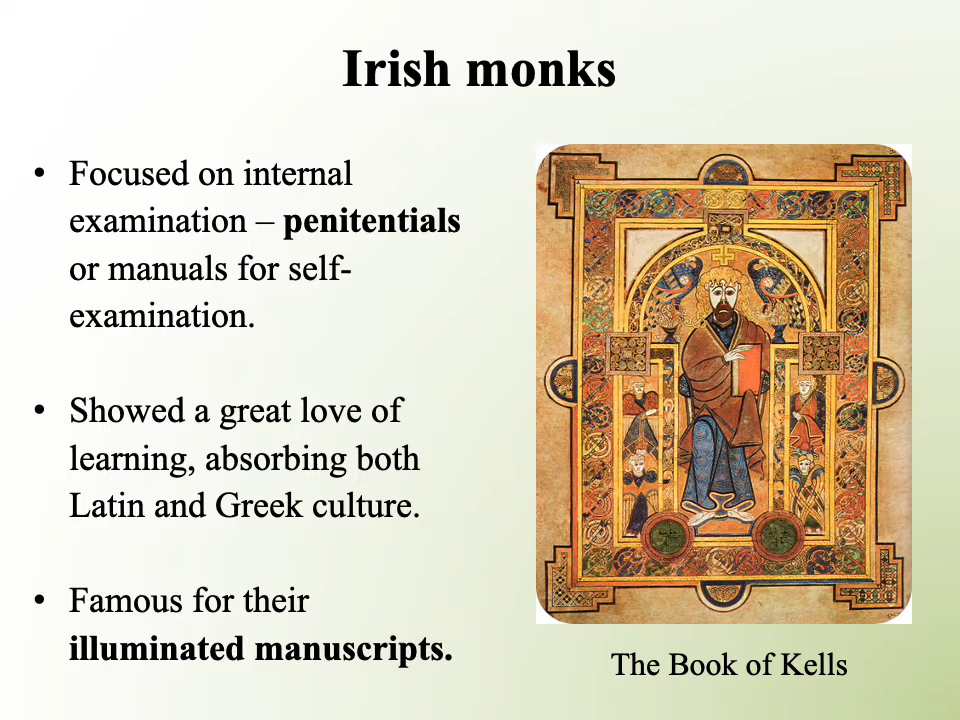 Irish monks
• Focused on internal
examination – penitentials
or manuals for self-
examination.
• Showed a great love of
learning, absorbing both
Latin and Greek culture.
• Famous for their
illuminated manuscripts.
The Book of Kells